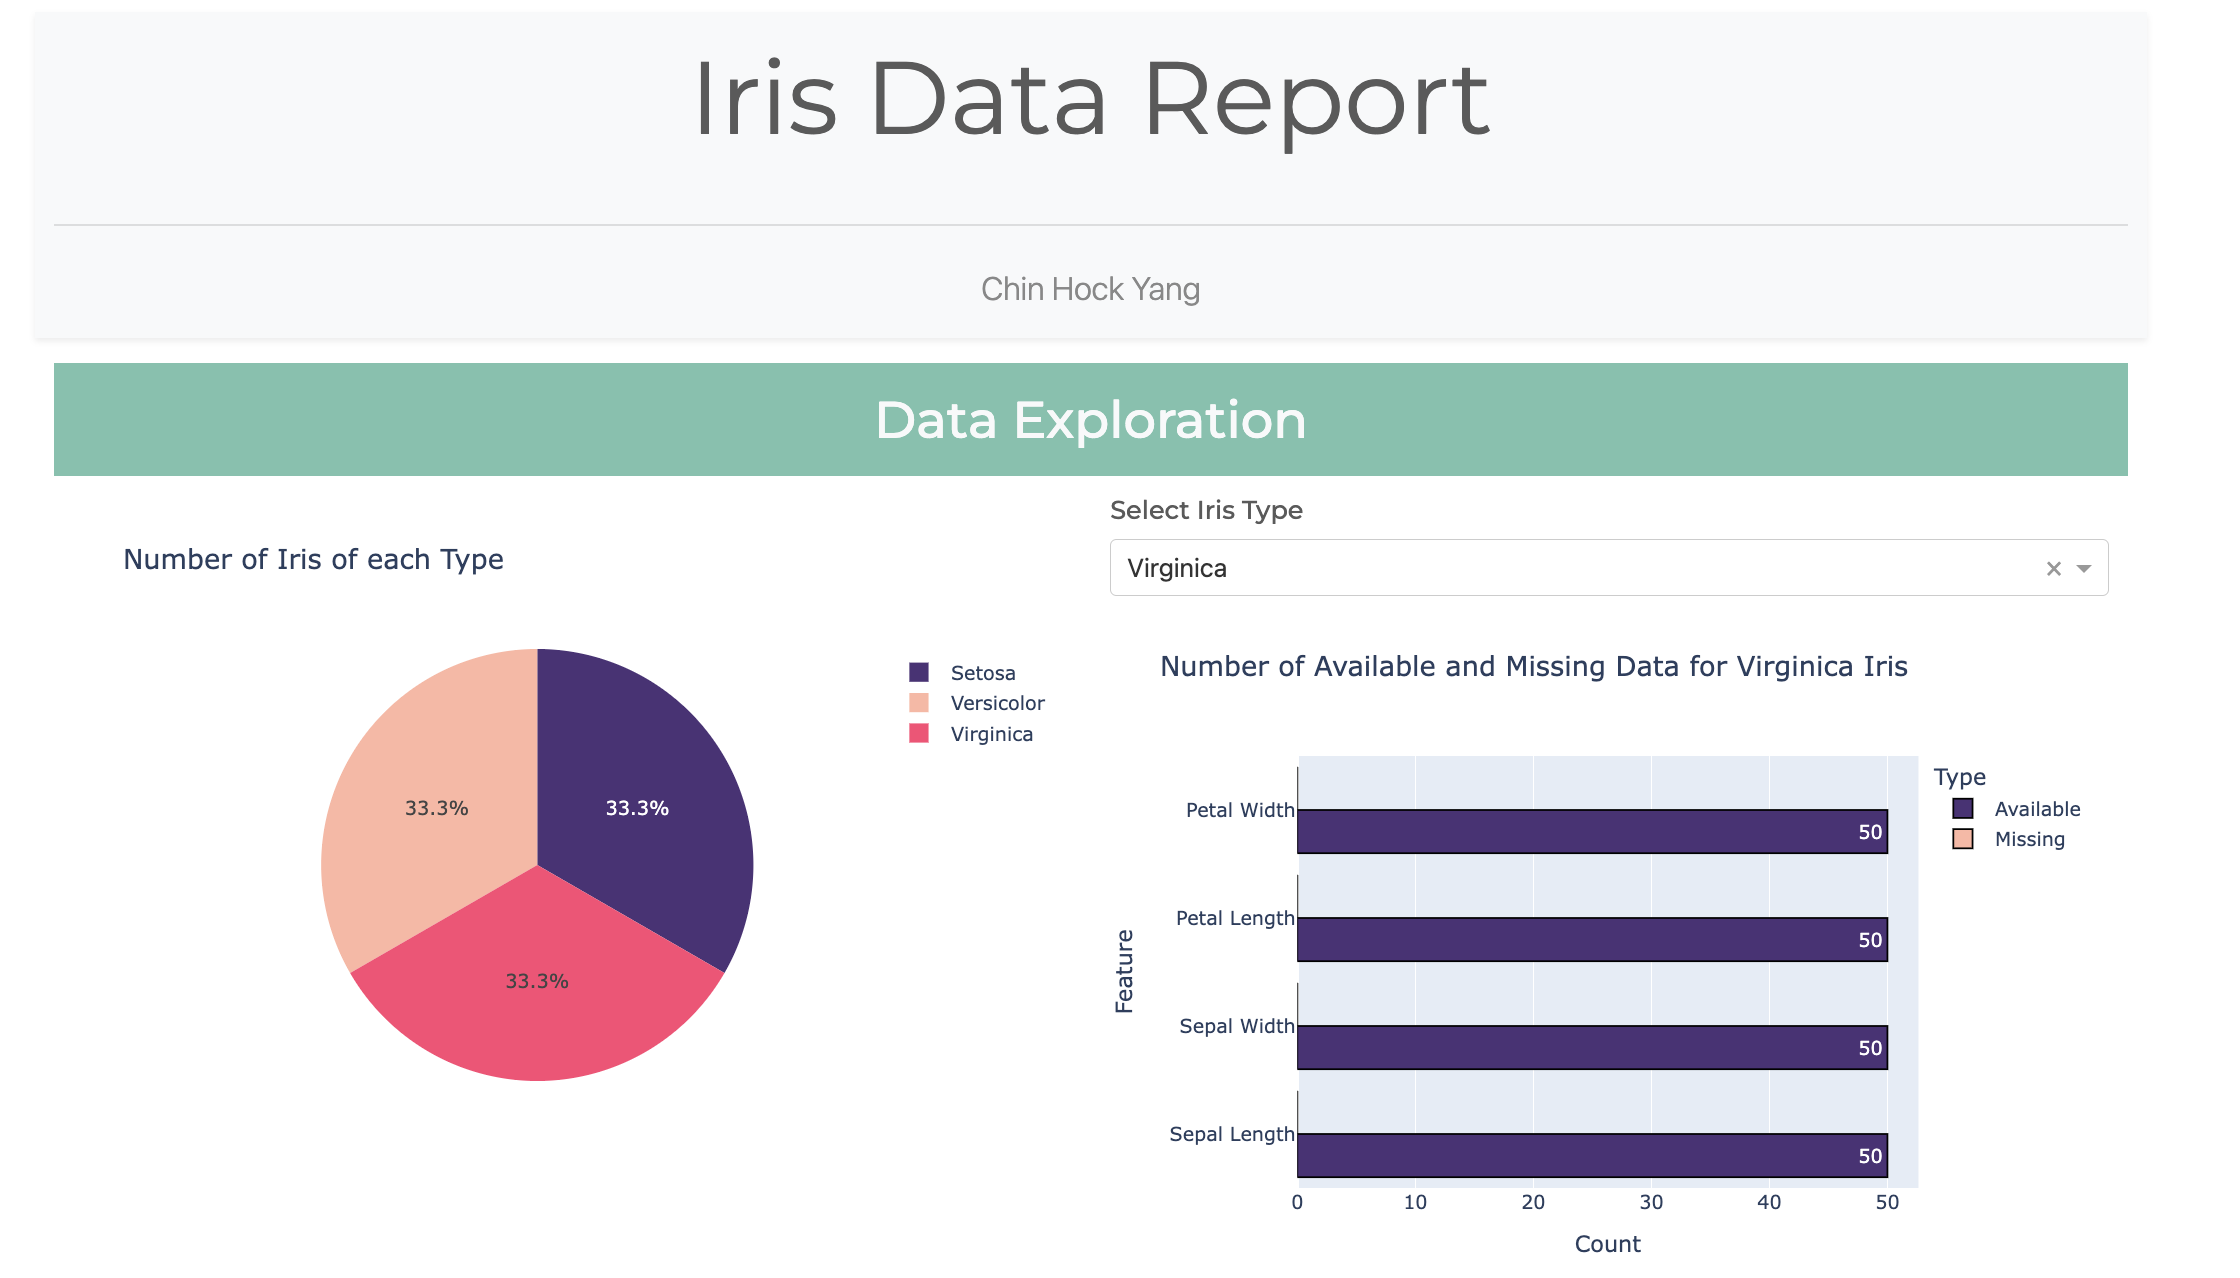 Iris Data Report
Chin Hock Yang
Data Exploration
Number of Iris of each Type
33.3%
33.3%
33.3%
Setosa
Versicolor
Virginica
Select Iris Type
Virginica
Number of Available and Missing Data for Virginica Iris
Feature
Petal Width
50
Petal Length
50
Sepal Width
50
Sepal Length
50
0 10 20 30 40 50
Count
Type
Available
Missing